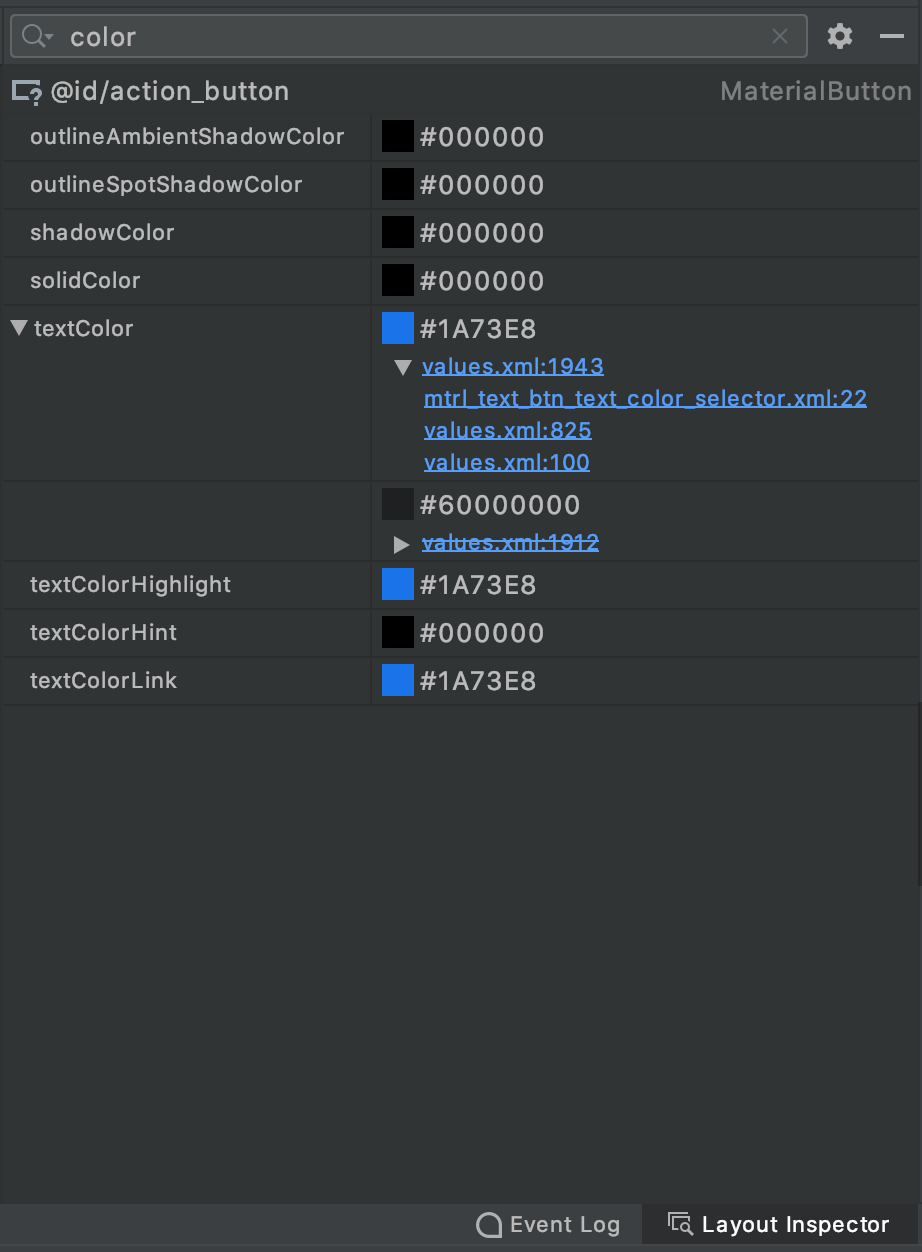 color
@id/action_button MaterialButton
outlineAmbientShadowColor #000000
outlineSpotShadowColor #000000
shadowColor #000000
solidColor #000000
textColor #1A73E8
values.xml:1943
mtrl_text_btn_text_color_selector.xml:22
values.xml:825
values.xml:100
#60000000
values.xml:1912
textColorHighlight #1A73E8
textColorHint #000000
textColorLink #1A73E8
Event Log Layout Inspector